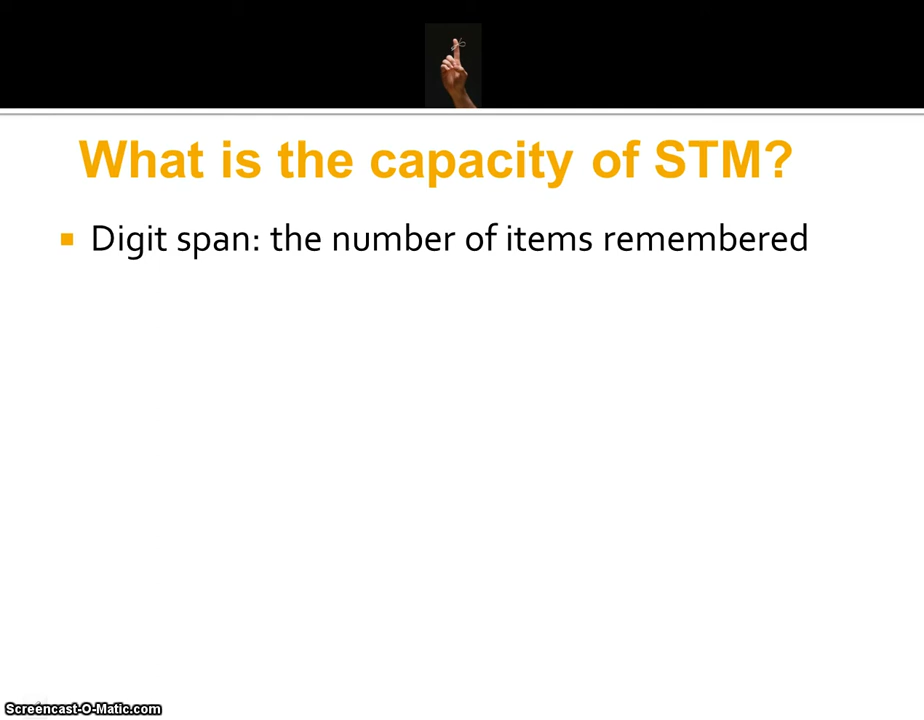 What is the capacity of STM?
Digit span: the number of items remembered
Screencast-O-Matic.com